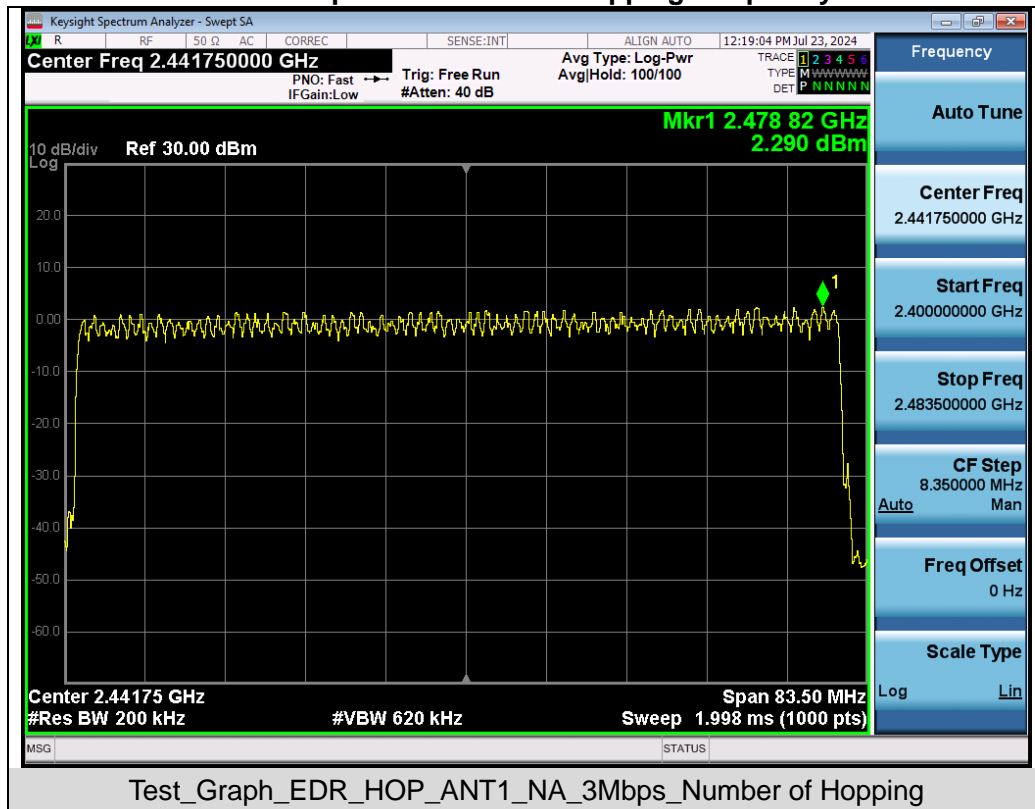 Keysight Spectrum Analyzer - Swept SA
LXI R RF 50 Ω AC CORREC SENSE:INT ALIGN AUTO 12:19:04 PM Jul 23, 2024
Center Freq 2.441750000 GHz
PNO: Fast
IFGain:Low
Trig: Free Run
#Atten: 40 dB
Avg Type: Log-Pwr
Avg|Hold: 100/100
TRACE 1 2 3 4 5 6
TYPE M WWWWW
DET P N N N N N
Mkr1 2.478 82 GHz
2.290 dBm
10 dB/div Ref 30.00 dBm
Log
20.0
10.0
0.00
-10.0
-20.0
-30.0
-40.0
-50.0
-60.0
1
Center 2.44175 GHz Span 83.50 MHz
#Res BW 200 kHz #VBW 620 kHz Sweep 1.998 ms (1000 pts)
MSG STATUS
Frequency
Auto Tune
Center Freq
2.441750000 GHz
Start Freq
2.400000000 GHz
Stop Freq
2.483500000 GHz
CF Step
8.350000 MHz
Auto Man
Freq Offset
0 Hz
Scale Type
Log Lin
Test_Graph_EDR_HOP_ANT1_NA_3Mbps_Number of Hopping